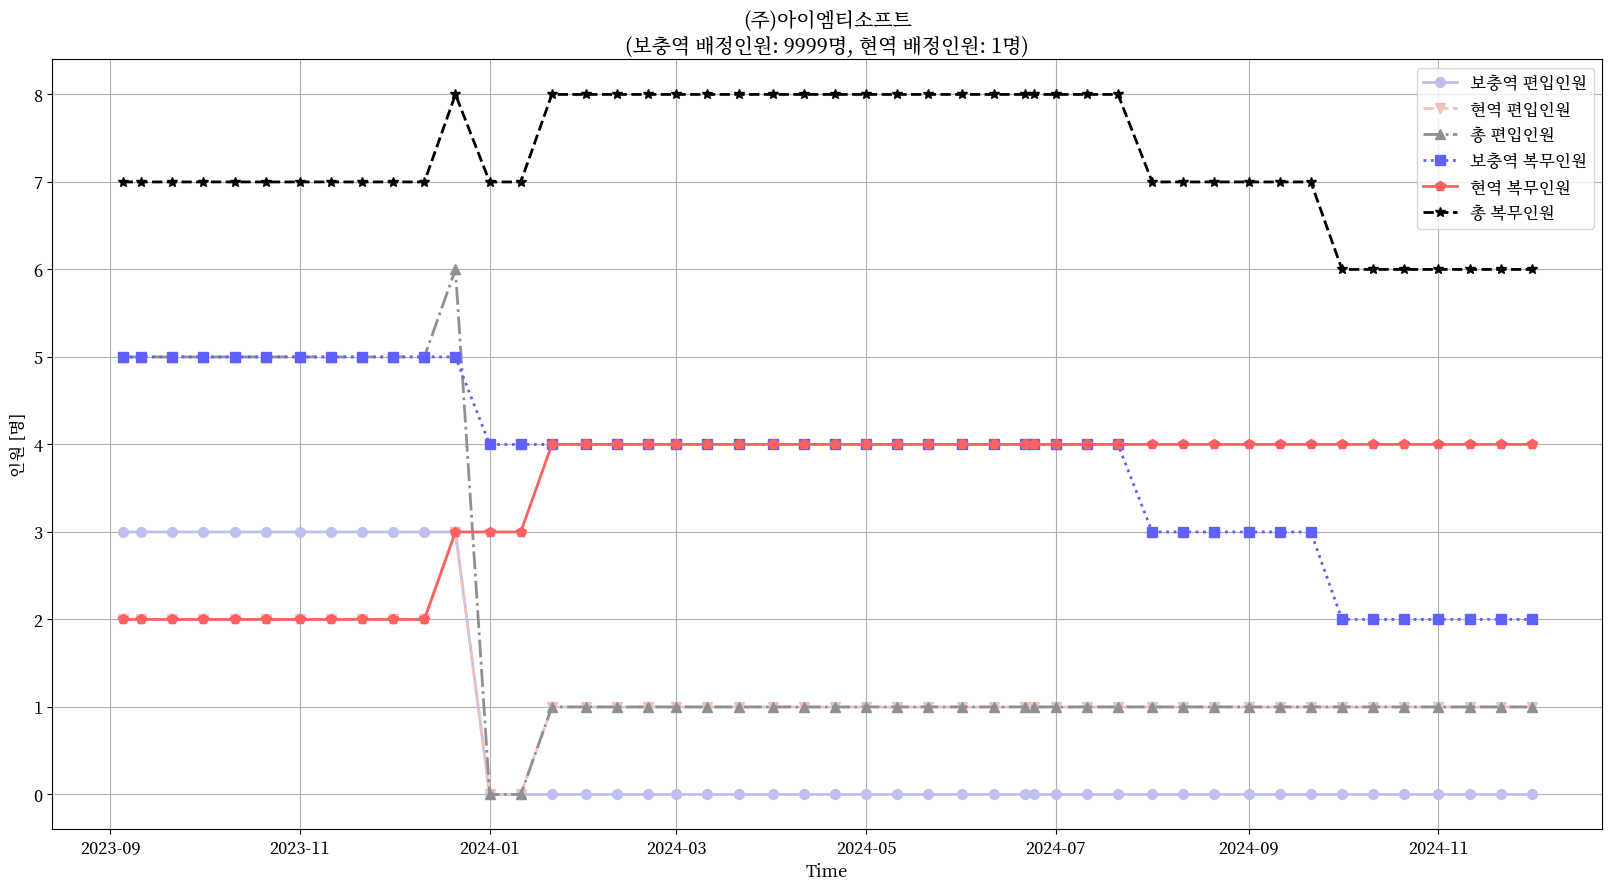 (주)아이엠티소프트
(보충역 배정인원: 9999명, 현역 배정인원: 1명)
보충역 편입인원
현역 편입인원
총 편입인원
보충역 복무인원
현역 복무인원
총 복무인원
인원 [명]
8
7
6
5
4
3
2
1
0
2023-09
2023-11
2024-01
2024-03
2024-05
2024-07
2024-09
2024-11
Time